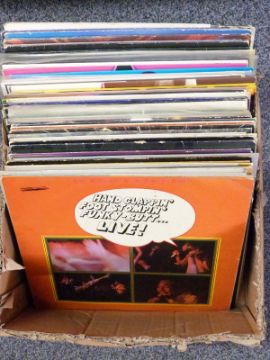 HAND CLAPPIN'
FOOT STOMPIN'
FUNKY-BUTT...
LIVE!